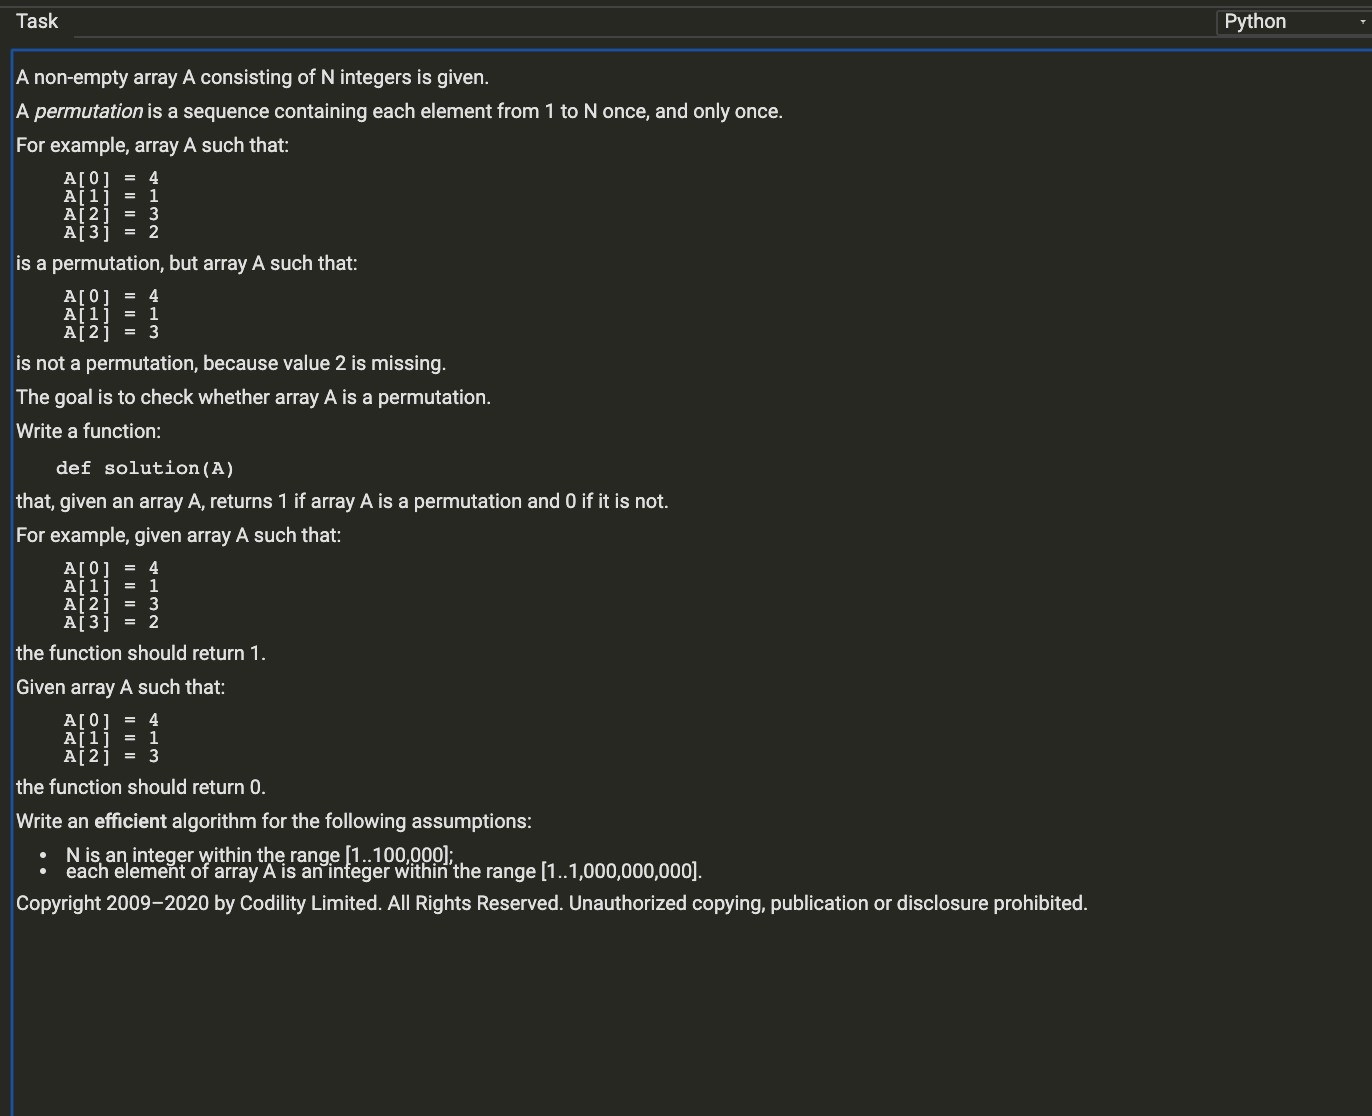 Task
Python
A non-empty array A consisting of N integers is given.
A permutation is a sequence containing each element from 1 to N once, and only once.
For example, array A such that:
A[0] = 4
A[1] = 1
A[2] = 3
A[3] = 2
is a permutation, but array A such that:
A[0] = 4
A[1] = 1
A[2] = 3
is not a permutation, because value 2 is missing.
The goal is to check whether array A is a permutation.
Write a function:
def solution(A)
that, given an array A, returns 1 if array A is a permutation and 0 if it is not.
For example, given array A such that:
A[0] = 4
A[1] = 1
A[2] = 3
A[3] = 2
the function should return 1.
Given array A such that:
A[0] = 4
A[1] = 1
A[2] = 3
the function should return 0.
Write an efficient algorithm for the following assumptions:
• N is an integer within the range [1..100,000];
• each element of array A is an integer within the range [1..1,000,000,000].
Copyright 2009–2020 by Codility Limited. All Rights Reserved. Unauthorized copying, publication or disclosure prohibited.